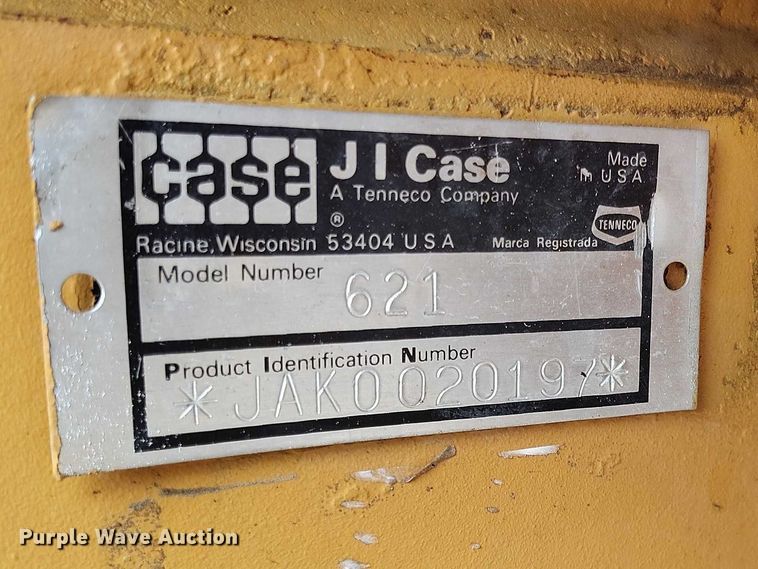 case
J I Case
A Tenneco Company
®
Made
in U S A
TENNECO
Racine, Wisconsin 53404 U S A
Marca Registrada
Model Number
621
Product Identification Number
*JAK0020197*
Purple Wave Auction